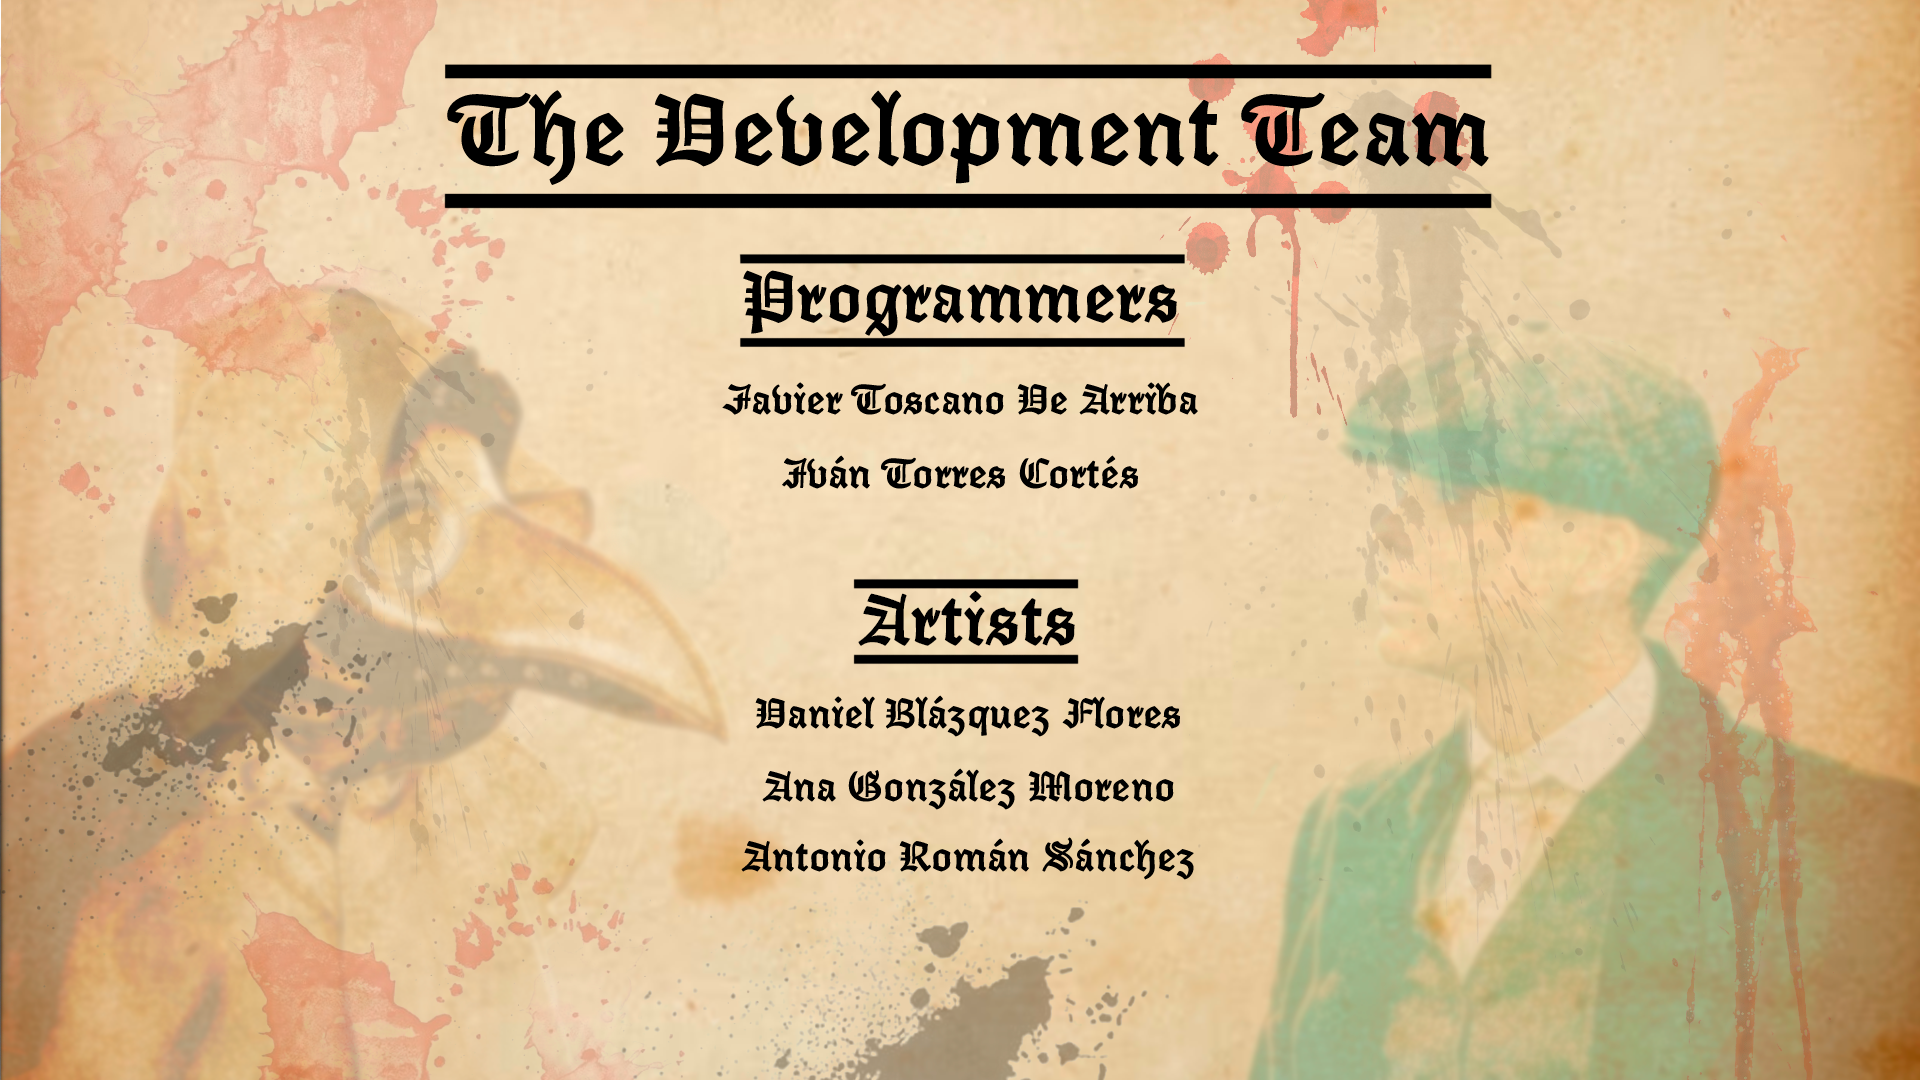 The Development Team
Programmers
Javier Toscano De Arriba
Iván Torres Cortés
Artists
Daniel Blázquez Flores
Ana González Moreno
Antonio Román Sánchez